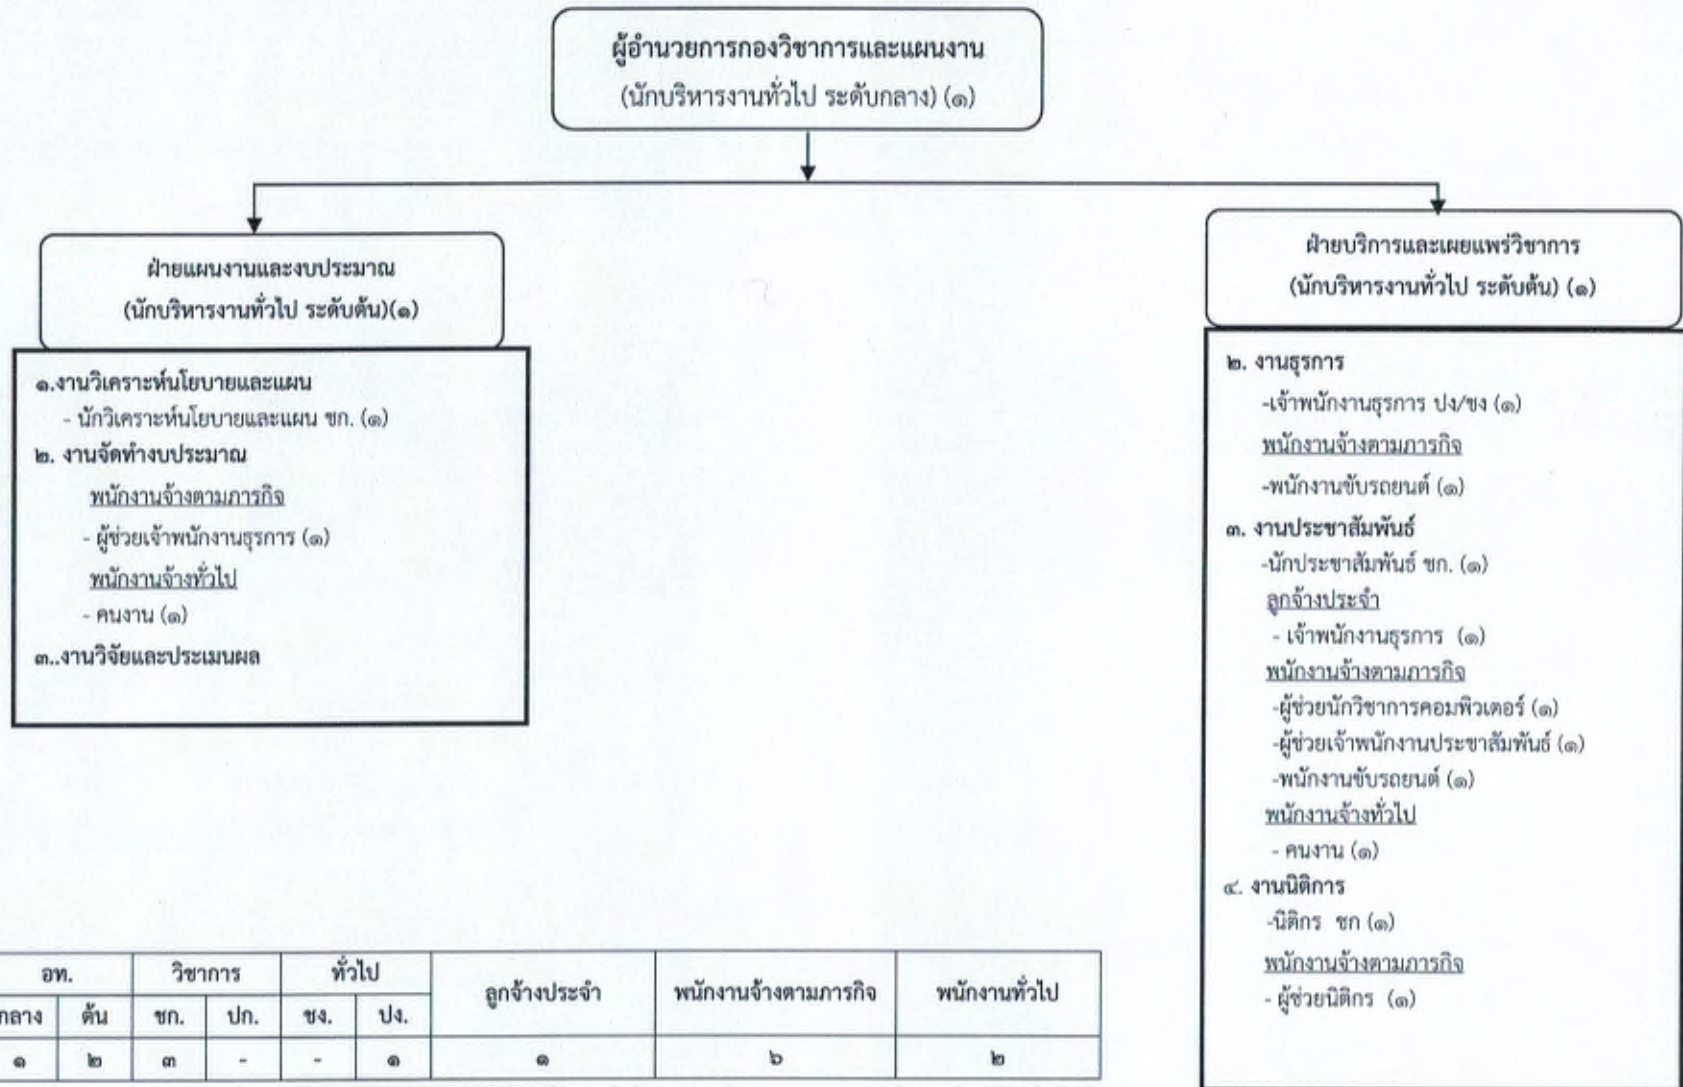 ผู้อำนวยการกองวิชาการและแผนงาน
(นักบริหารงานทั่วไป ระดับกลาง) (๑)
ฝ่ายแผนงานและงบประมาณ
(นักบริหารงานทั่วไป ระดับต้น)(๑)
๑.งานวิเคราะห์นโยบายและแผน
- นักวิเคราะห์นโยบายและแผน ชก. (๑)
๒. งานจัดทำงบประมาณ
พนักงานจ้างตามภารกิจ
- ผู้ช่วยเจ้าพนักงานธุรการ (๑)
พนักงานจ้างทั่วไป
- คนงาน (๑)
๓..งานวิจัยและประเมนผล
ฝ่ายบริการและเผยแพร่วิชาการ
(นักบริหารงานทั่วไป ระดับต้น) (๑)
๒. งานธุรการ
-เจ้าพนักงานธุรการ ปง/ชง (๑)
พนักงานจ้างตามภารกิจ
-พนักงานขับรถยนต์ (๑)
๓. งานประชาสัมพันธ์
-นักประชาสัมพันธ์ ชก. (๑)
ลูกจ้างประจำ
- เจ้าพนักงานธุรการ (๑)
พนักงานจ้างตามภารกิจ
-ผู้ช่วยนักวิชาการคอมพิวเตอร์ (๑)
-ผู้ช่วยเจ้าพนักงานประชาสัมพันธ์ (๑)
-พนักงานขับรถยนต์ (๑)
พนักงานจ้างทั่วไป
- คนงาน (๑)
๔. งานนิติการ
-นิติกร ชก (๑)
พนักงานจ้างตามภารกิจ
- ผู้ช่วยนิติกร (๑)
อท. วิชาการ ทั่วไป ลูกจ้างประจำ พนักงานจ้างตามภารกิจ พนักงานทั่วไป
กลาง ต้น ชก. ปก. ชง. ปง.
๑ ๒ ๓ - - ๑ ๑ ๖ ๒